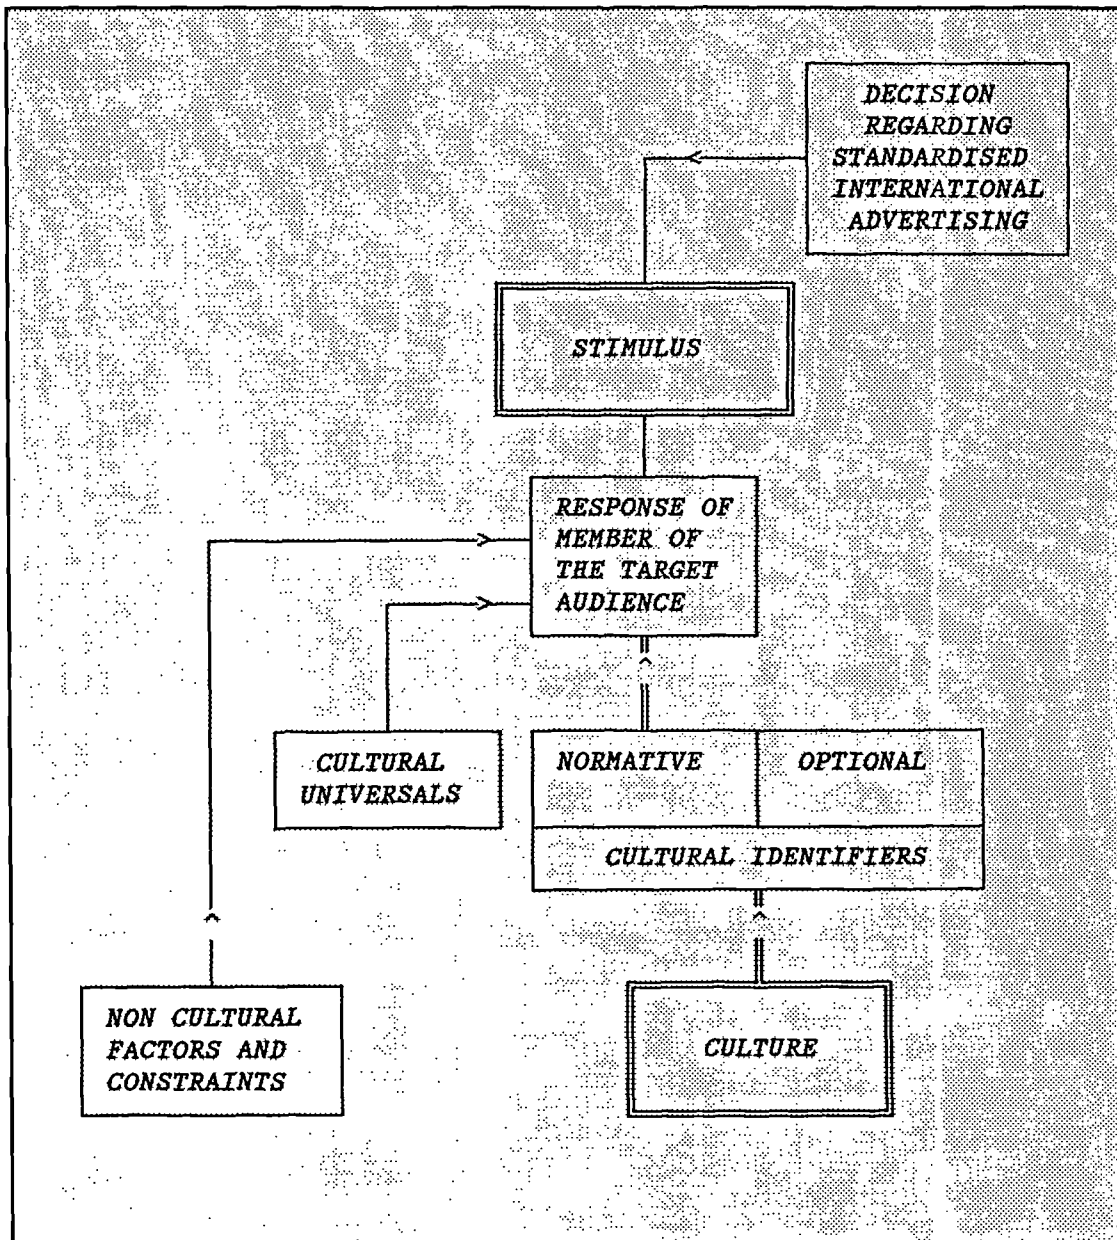 DECISION
REGARDING
STANDARDISED
INTERNATIONAL
ADVERTISING
STIMULUS
RESPONSE OF
MEMBER OF
THE TARGET
AUDIENCE
CULTURAL
UNIVERSALS
NORMATIVE
OPTIONAL
CULTURAL IDENTIFIERS
NON CULTURAL
FACTORS AND
CONSTRAINTS
CULTURE